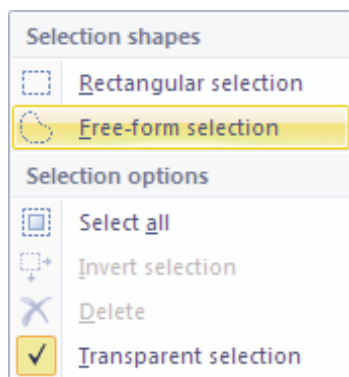 Selection shapes
Rectangular selection
Free-form selection
Selection options
Select all
Invert selection
Delete
Transparent selection